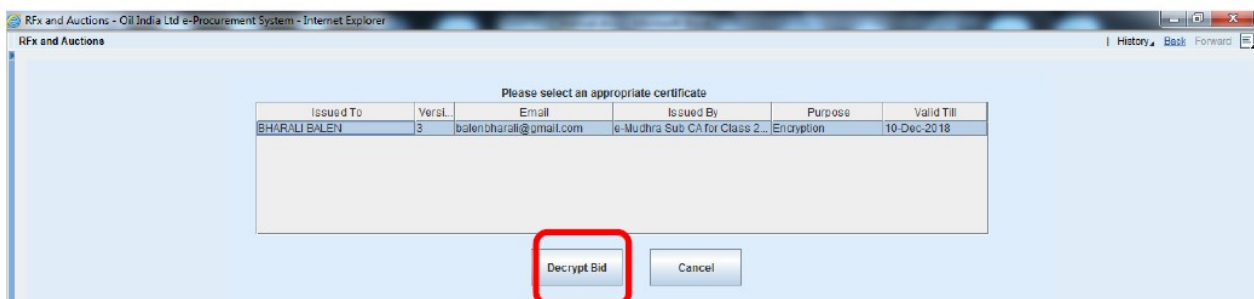 RFx and Auctions - Oil India Ltd e-Procurement System - Internet Explorer
RFx and Auctions | History Back Forward
Please select an appropriate certificate
Issued To Versi... Email Issued By Purpose Valid Till
BHARALI BALEN 3 balenbharali@gmail.com e-Mudhra Sub CA for Class 2... Encryption 10-Dec-2018
Decrypt Bid Cancel